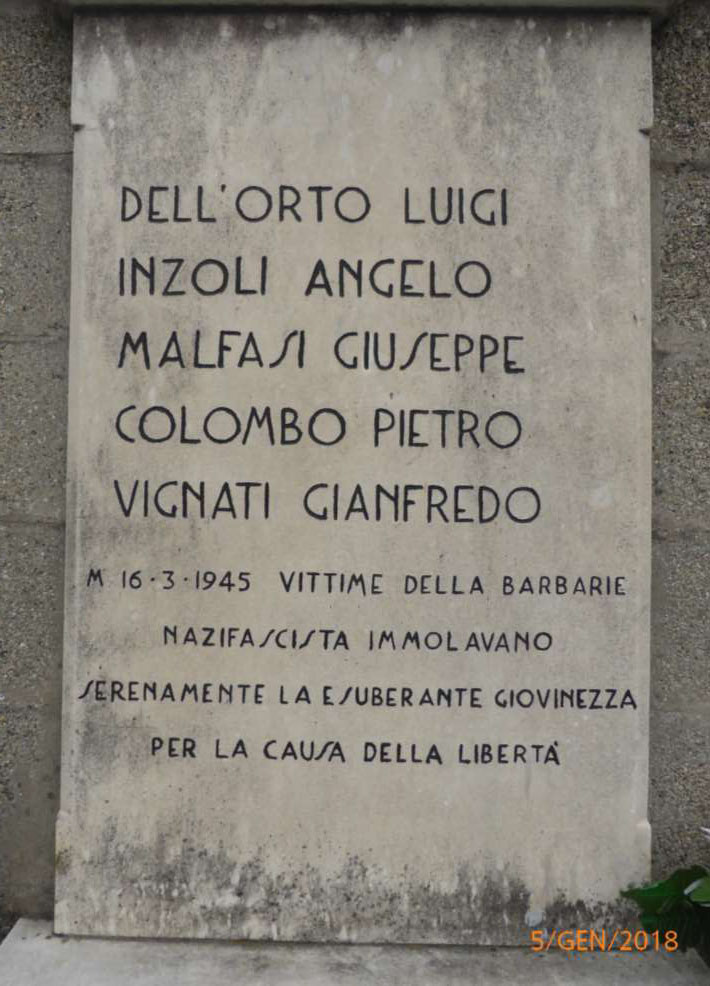 DELL'ORTO LUIGI
INZOLI ANGELO
MALFASI GIUSEPPE
COLOMBO PIETRO
VIGNATI GIANFREDO
M 16·3·1945 VITTIME DELLA BARBARIE
NAZIFASCISTA IMMOLAVANO
SERENAMENTE LA ESUBERANTE GIOVINEZZA
PER LA CAUSA DELLA LIBERTÀ
5/GEN/2018